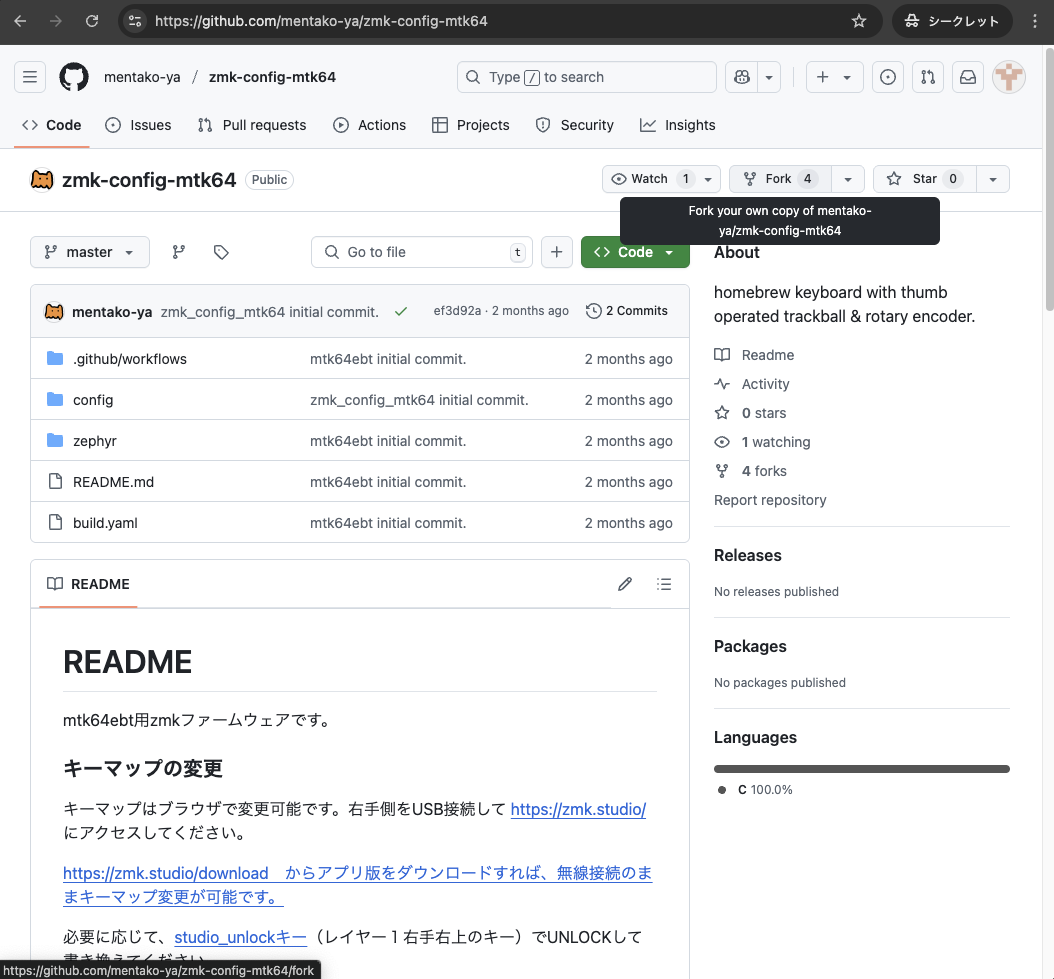 https://github.com/mentako-ya/zmk-config-mtk64
シークレット
mentako-ya / zmk-config-mtk64
Type / to search
Code Issues Pull requests Actions Projects Security Insights
zmk-config-mtk64 Public
Watch 1 Fork 4 Star 0
Fork your own copy of mentako-
ya/zmk-config-mtk64
master Go to file t Code
mentako-ya zmk_config_mtk64 initial commit. ef3d92a · 2 months ago 2 Commits
.github/workflows mtk64ebt initial commit. 2 months ago
config zmk_config_mtk64 initial commit. 2 months ago
zephyr mtk64ebt initial commit. 2 months ago
README.md mtk64ebt initial commit. 2 months ago
build.yaml mtk64ebt initial commit. 2 months ago
README
README
mtk64ebt用zmkファームウェアです。
キーマップの変更
キーマップはブラウザで変更可能です。右手側をUSB接続して https://zmk.studio/
にアクセスしてください。
https://zmk.studio/download　からアプリ版をダウンロードすれば、無線接続のま
まキーマップ変更が可能です。
必要に応じて、studio_unlockキー（レイヤー１右手右上のキー）でUNLOCKして
書き換えてください
About
homebrew keyboard with thumb
operated trackball & rotary encoder.
Readme
Activity
0 stars
1 watching
4 forks
Report repository
Releases
No releases published
Packages
No packages published
Languages
C 100.0%
https://github.com/mentako-ya/zmk-config-mtk64/fork